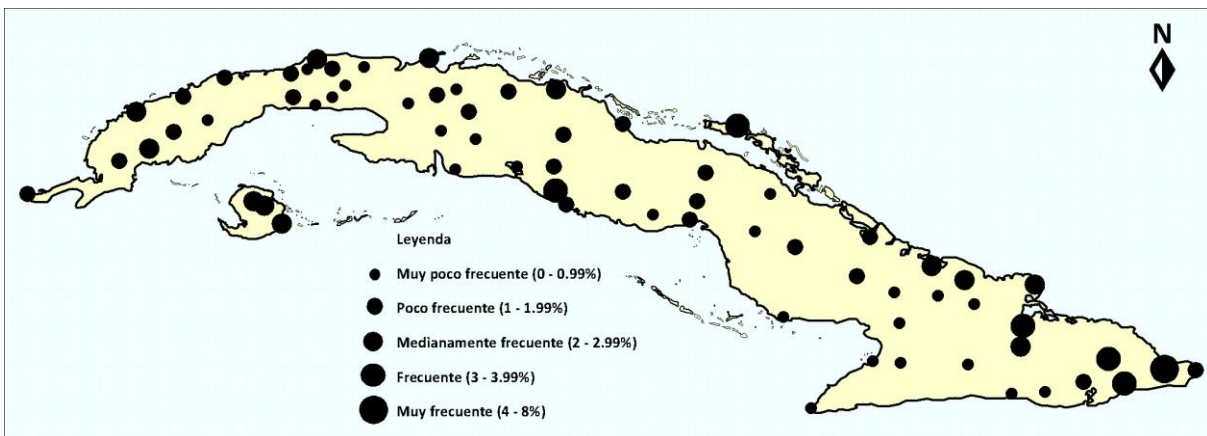 N
Leyenda
Muy poco frecuente (0 - 0.99%)
Poco frecuente (1 - 1.99%)
Medianamente frecuente (2 - 2.99%)
Frecuente (3 - 3.99%)
Muy frecuente (4 - 8%)